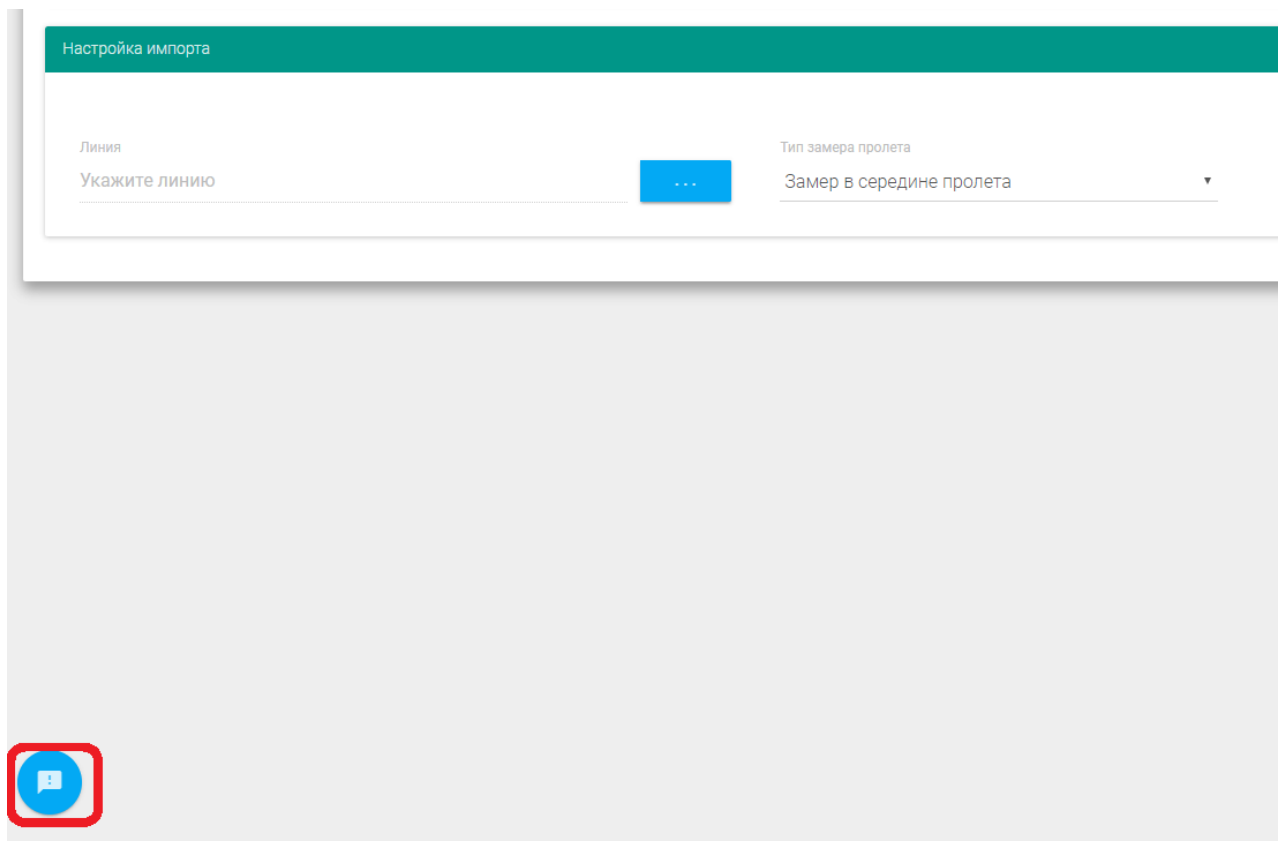 Настройка импорта
Линия
Укажите линию
...
Тип замера пролета
Замер в середине пролета